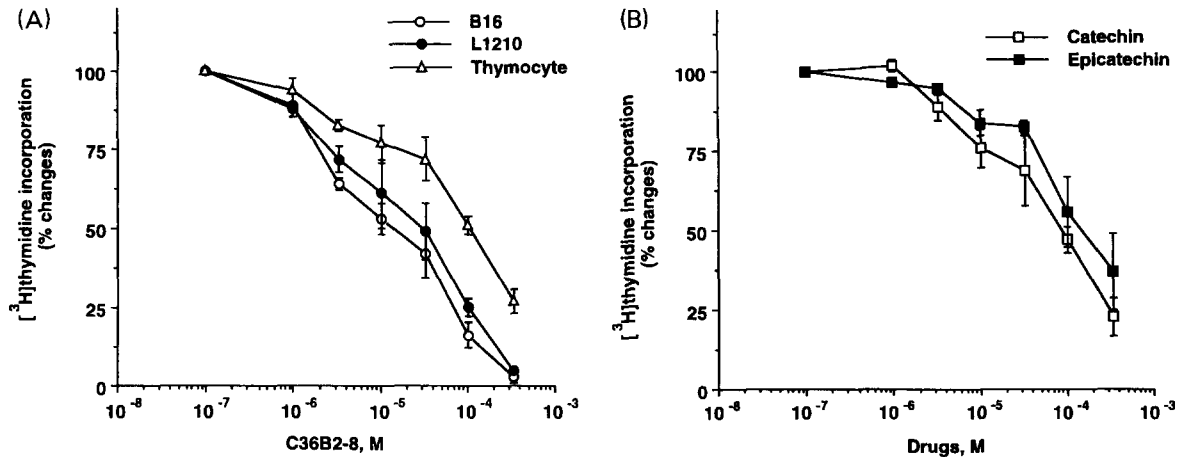 (A)
B16
L1210
Thymocyte
[³H]thymidine incorporation
(% changes)
100
75
50
25
0
10⁻⁸ 10⁻⁷ 10⁻⁶ 10⁻⁵ 10⁻⁴ 10⁻³
C36B2-8, M
(B)
Catechin
Epicatechin
[³H]thymidine incorporation
(% changes)
100
75
50
25
0
10⁻⁸ 10⁻⁷ 10⁻⁶ 10⁻⁵ 10⁻⁴ 10⁻³
Drugs, M